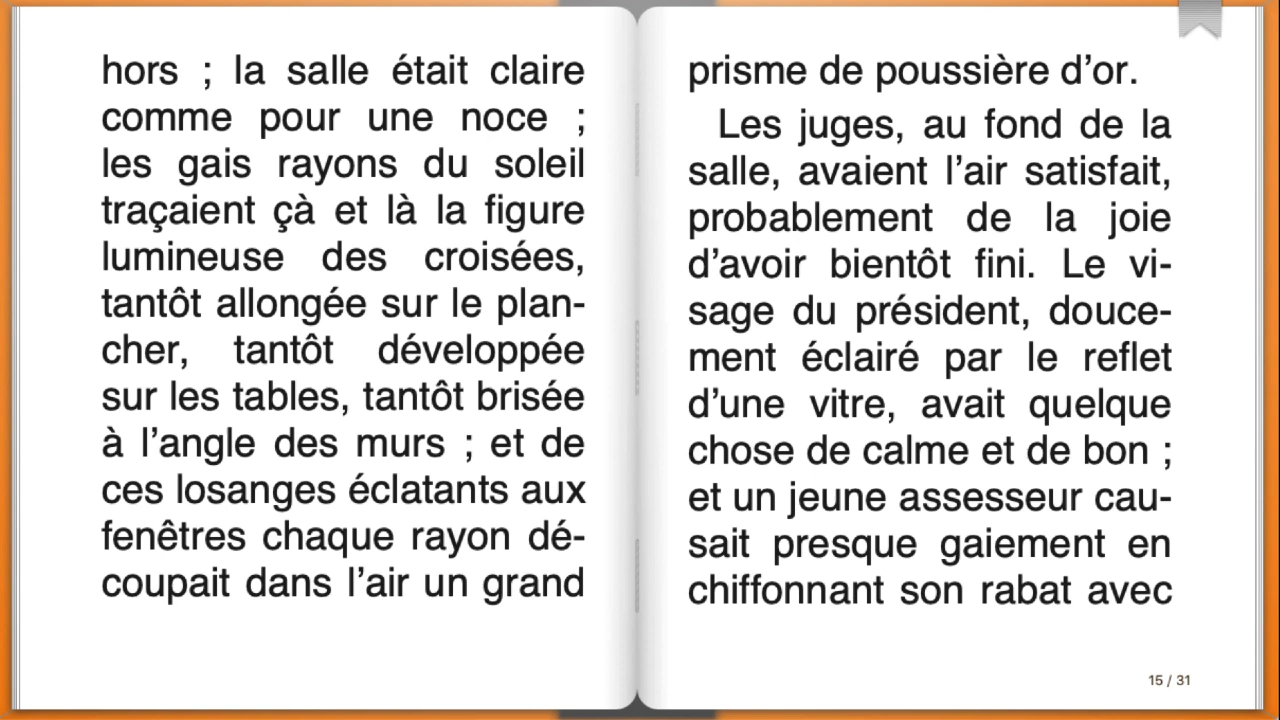 hors ; la salle était claire
comme pour une noce ;
les gais rayons du soleil
traçaient çà et là la figure
lumineuse des croisées,
tantôt allongée sur le plan-
cher, tantôt développée
sur les tables, tantôt brisée
à l’angle des murs ; et de
ces losanges éclatants aux
fenêtres chaque rayon dé-
coupait dans l’air un grand
prisme de poussière d’or.
Les juges, au fond de la
salle, avaient l’air satisfait,
probablement de la joie
d’avoir bientôt fini. Le vi-
sage du président, douce-
ment éclairé par le reflet
d’une vitre, avait quelque
chose de calme et de bon ;
et un jeune assesseur cau-
sait presque gaiement en
chiffonnant son rabat avec
15 / 31